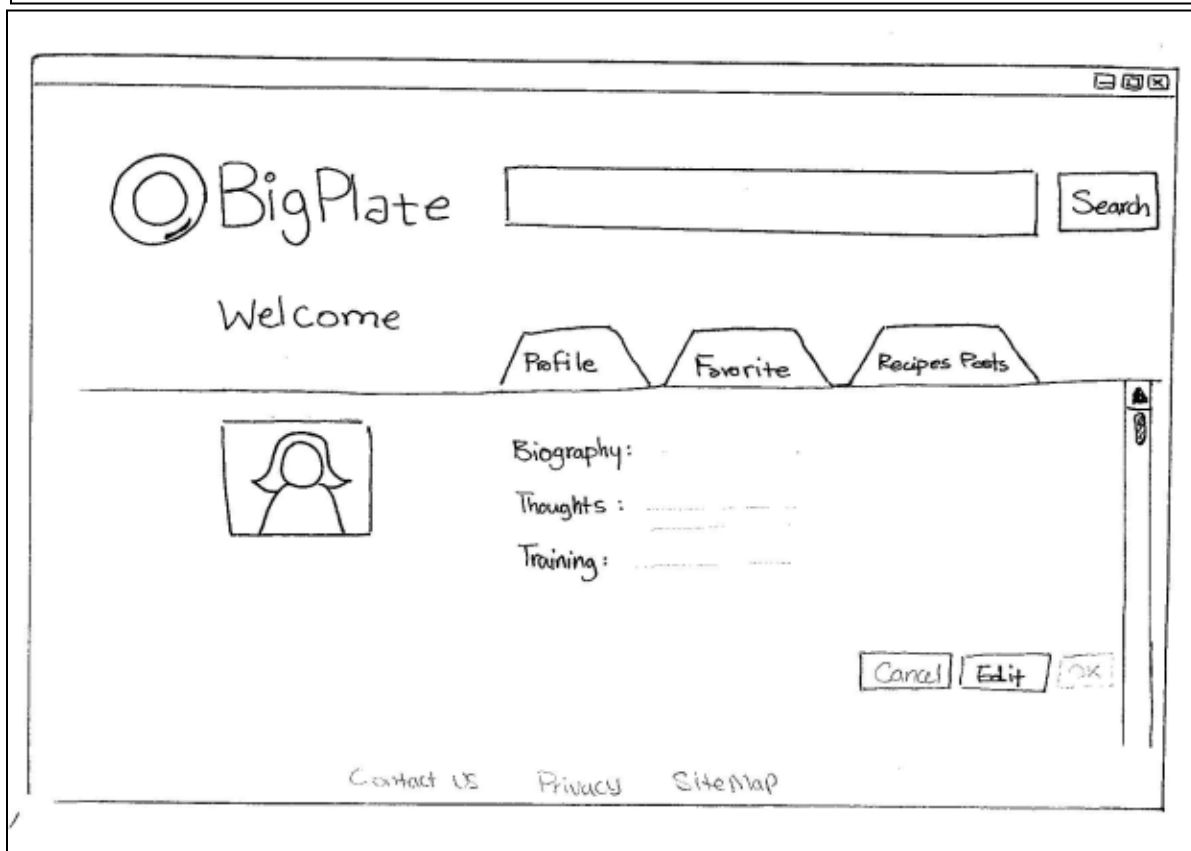 BigPlate
Search
Welcome
Profile
Favorite
Recipes Posts
Biography:
Thoughts :
Training:
Cancel
Edit
OK
Contact Us
Privacy
SiteMap